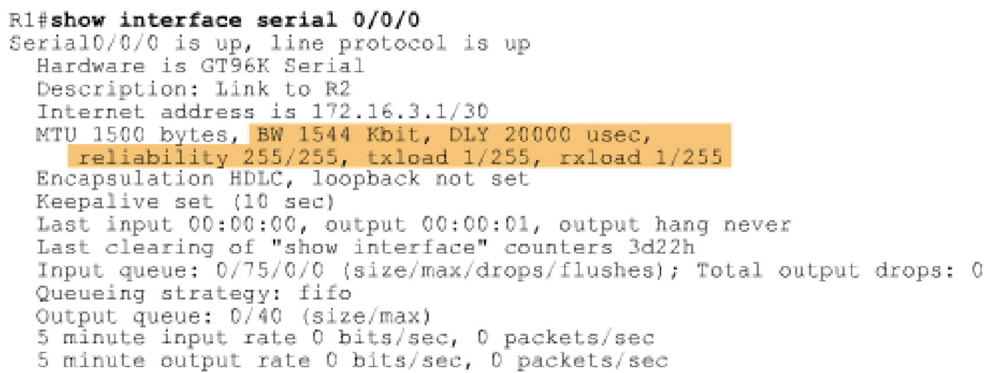 R1#show interface serial 0/0/0
Serial0/0/0 is up, line protocol is up
Hardware is GT96K Serial
Description: Link to R2
Internet address is 172.16.3.1/30
MTU 1500 bytes, BW 1544 Kbit, DLY 20000 usec,
reliability 255/255, txload 1/255, rxload 1/255
Encapsulation HDLC, loopback not set
Keepalive set (10 sec)
Last input 00:00:00, output 00:00:01, output hang never
Last clearing of "show interface" counters 3d22h
Input queue: 0/75/0/0 (size/max/drops/flushes); Total output drops: 0
Queueing strategy: fifo
Output queue: 0/40 (size/max)
5 minute input rate 0 bits/sec, 0 packets/sec
5 minute output rate 0 bits/sec, 0 packets/sec